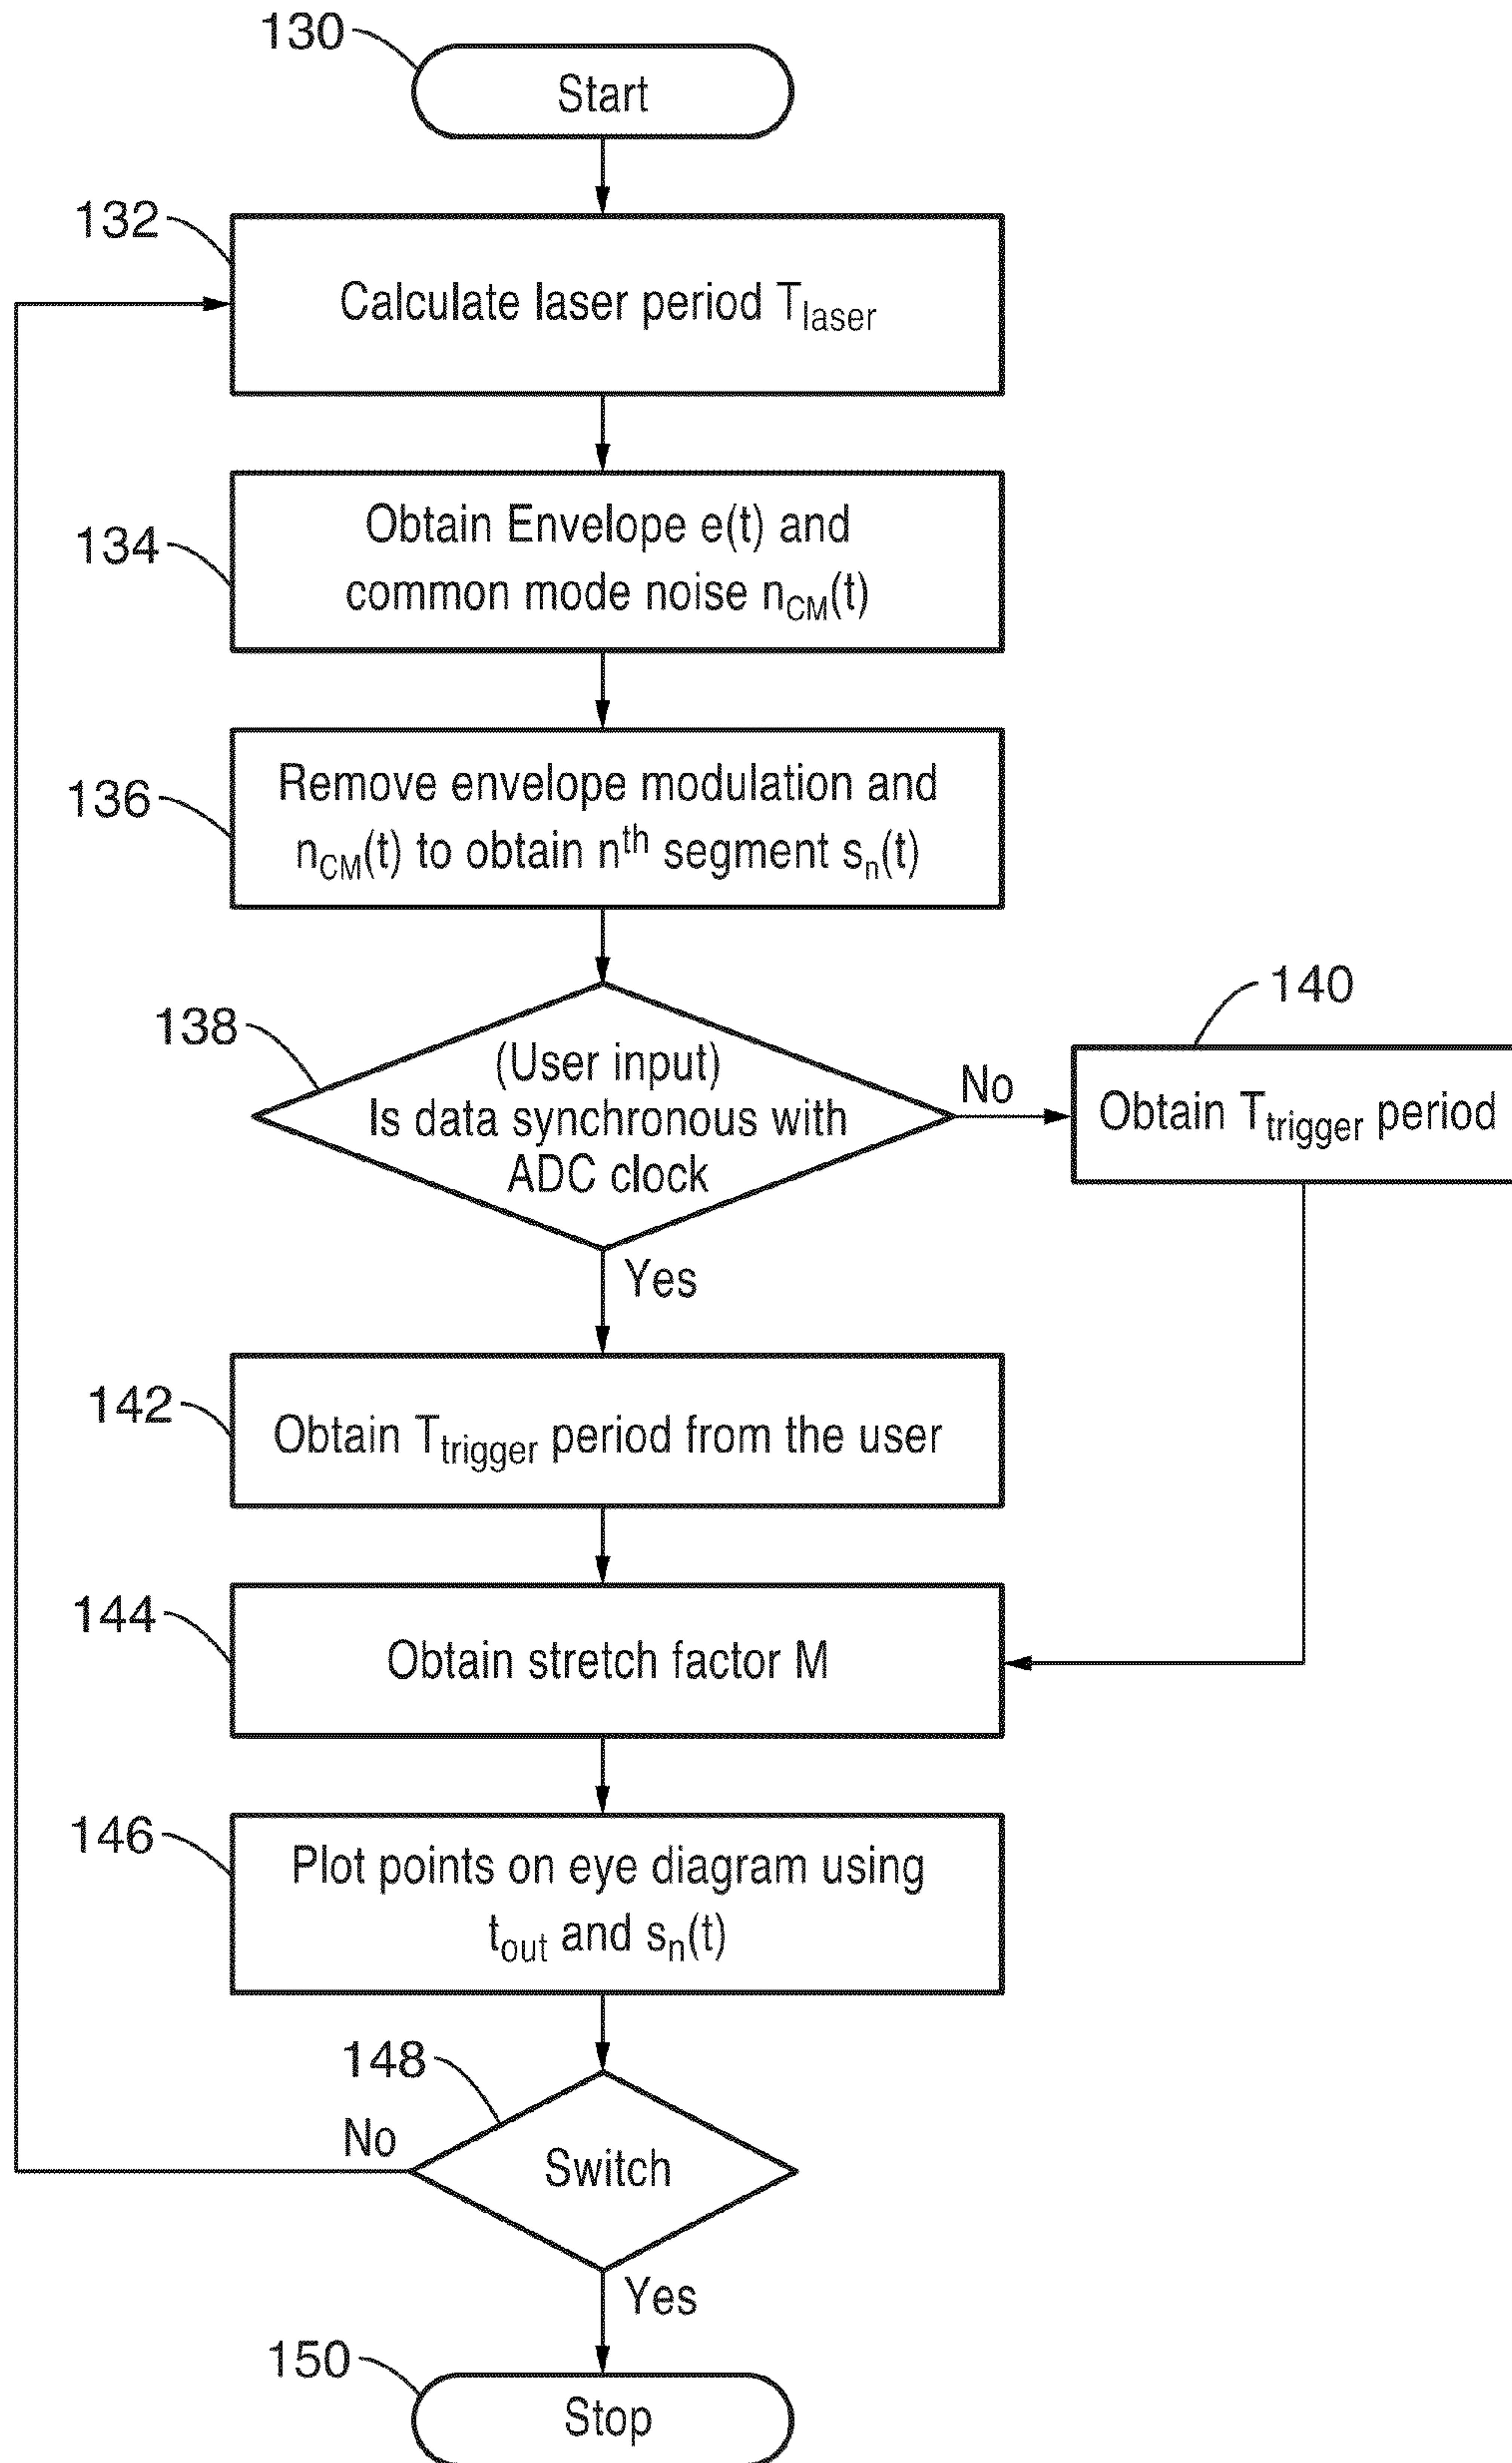 130
Start
132
Calculate laser period T_laser
134
Obtain Envelope e(t) and
common mode noise n_CM(t)
136
Remove envelope modulation and
n_CM(t) to obtain n^th segment s_n(t)
138
(User input)
Is data synchronous with
ADC clock
No
140
Obtain T_trigger period
Yes
142
Obtain T_trigger period from the user
144
Obtain stretch factor M
146
Plot points on eye diagram using
t_out and s_n(t)
148
No
Switch
Yes
150
Stop